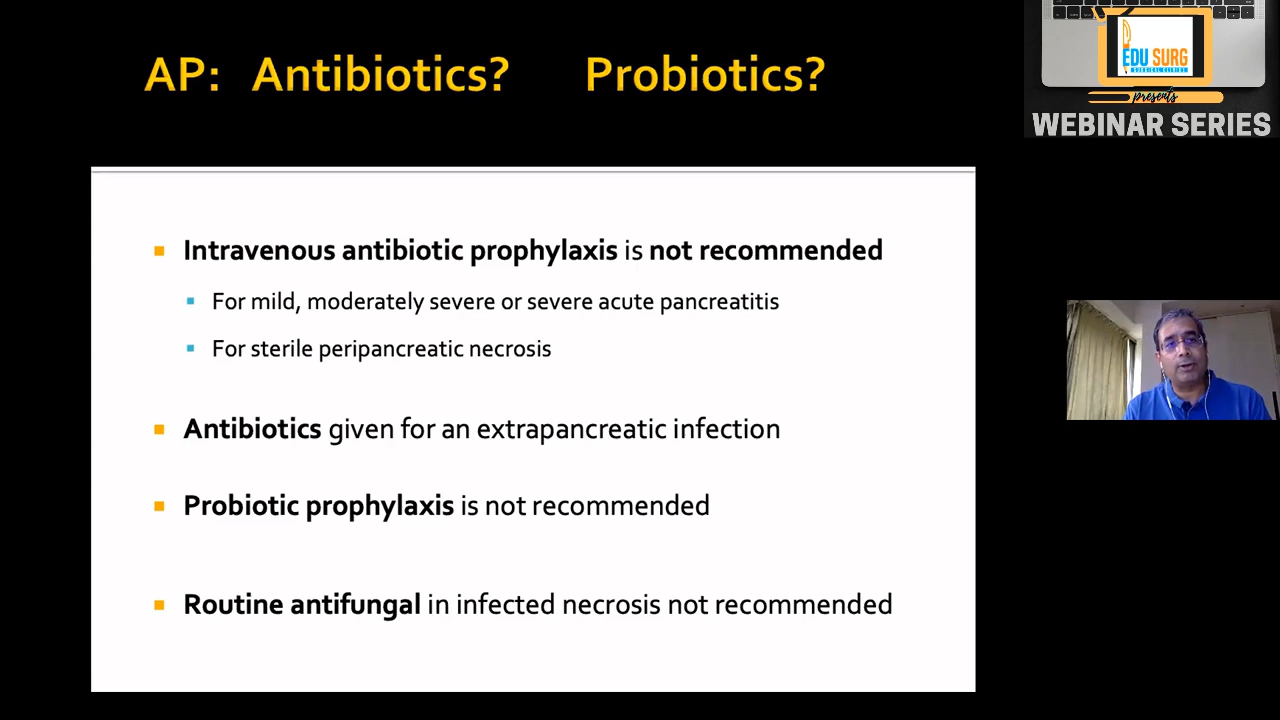 AP: Antibiotics? Probiotics?
EDU SURG
SURGICAL CLINICS
presents
WEBINAR SERIES
Intravenous antibiotic prophylaxis is not recommended
For mild, moderately severe or severe acute pancreatitis
For sterile peripancreatic necrosis
Antibiotics given for an extrapancreatic infection
Probiotic prophylaxis is not recommended
Routine antifungal in infected necrosis not recommended